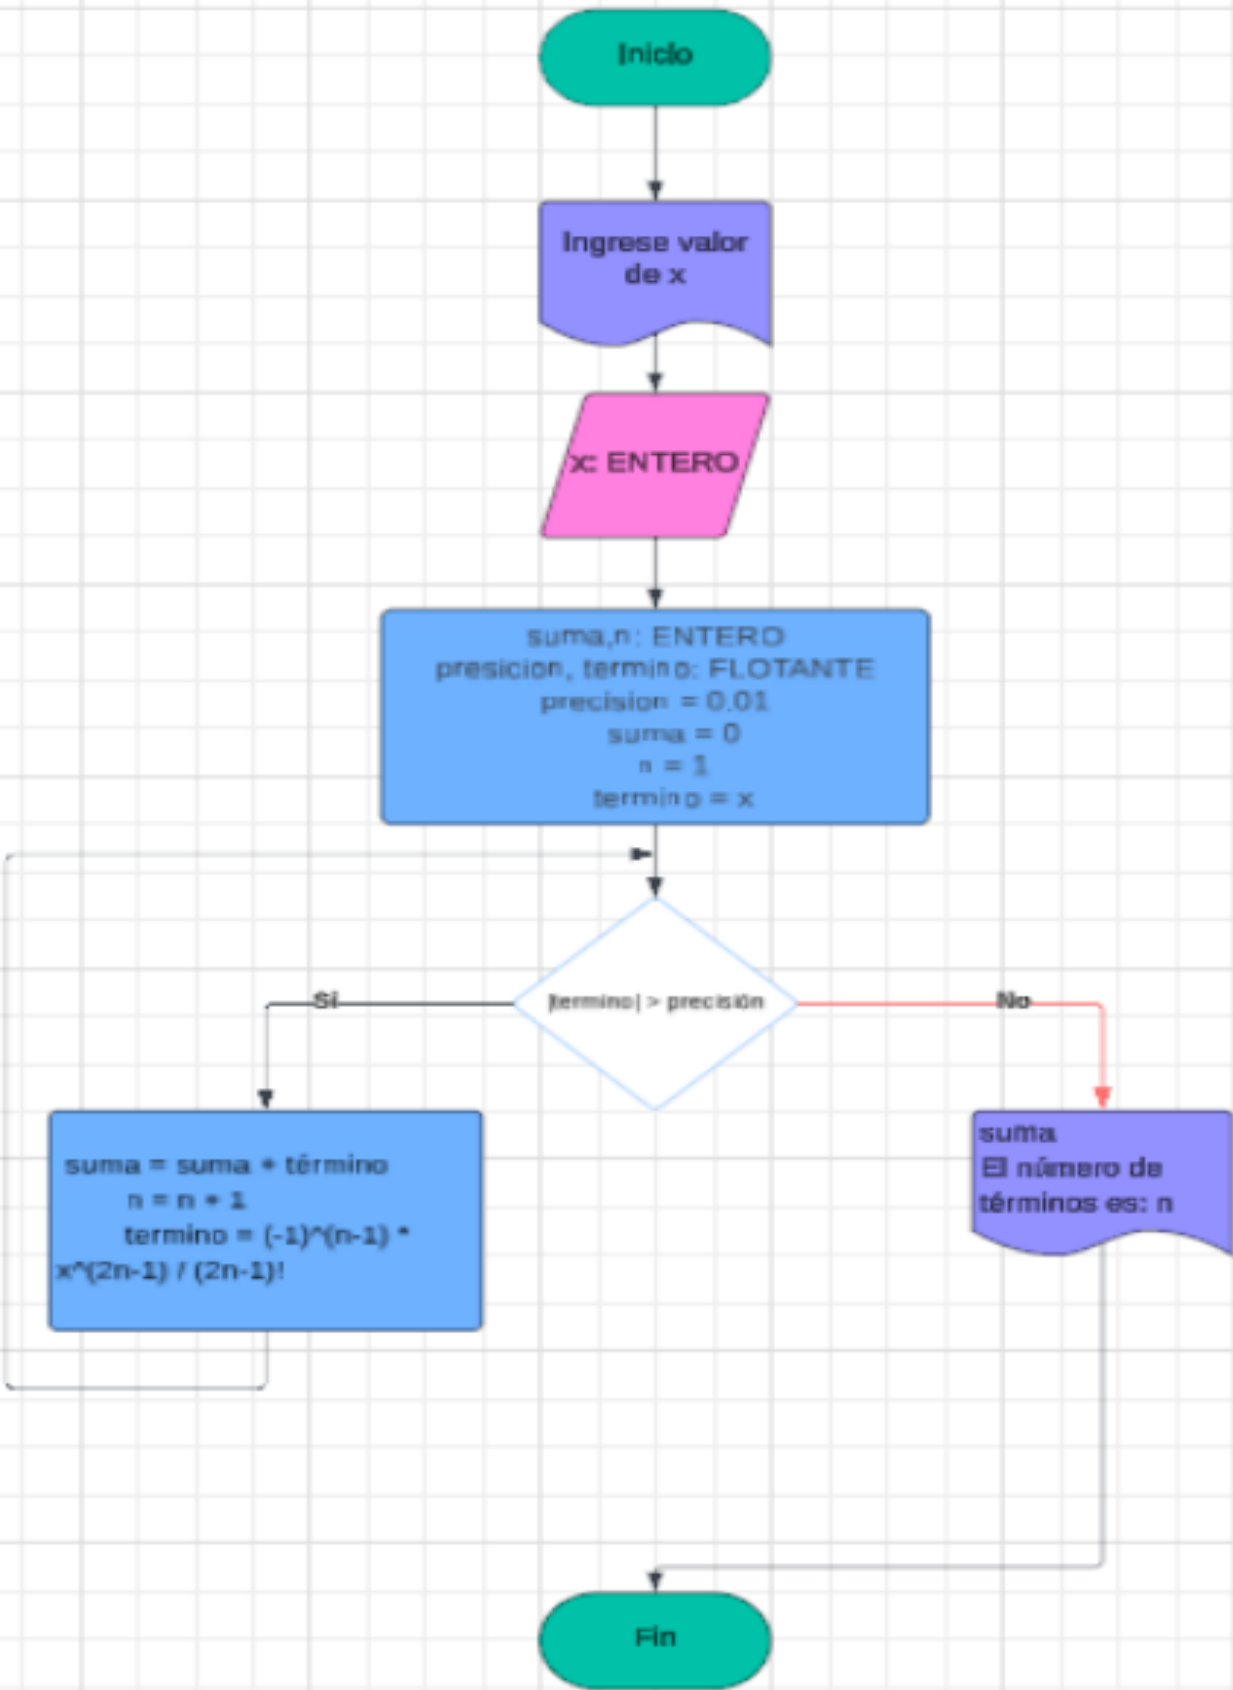 Inicio
Ingrese valor
de x
x: ENTERO
suma,n: ENTERO
presicion, termino: FLOTANTE
precision = 0.01
suma = 0
n = 1
termino = x
|termino| > precisión
Si
No
suma = suma + término
n = n + 1
termino = (-1)^(n-1) *
x^(2n-1) / (2n-1)!
suma
El número de
términos es: n
Fin